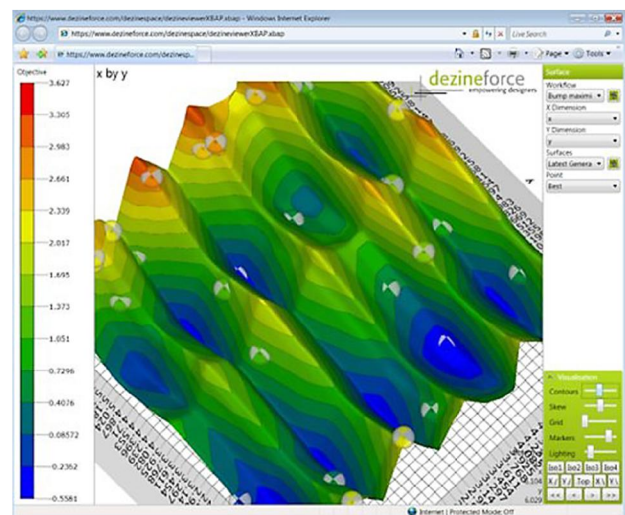 https://www.dezineforce.com/dezinespace/dezineviewerXBAP.xbap - Windows Internet Explorer
https://www.dezineforce.com/dezinespace/dezineviewerXBAP.xbap
Live Search
https://www.dezineforce.com/dezinesp...
Page
Tools
Objective
x by y
dezineforce
empowering designers
3.627
3.305
2.983
2.661
2.339
2.017
1.695
1.373
1.051
0.7296
0.4076
0.08572
-0.2362
-0.5581
Surface
Workflow
Bump maximi
X Dimension
x
Y Dimension
y
Surfaces
Latest Genera
Point
Best
Visualisation
Contours
Skew
Grid
Markers
Lighting
Iso1 Iso2 Iso3 Iso4
X/ Y/ Top X\ Y\
<< < > >>
x
y
6.029
Internet | Protected Mode: Off